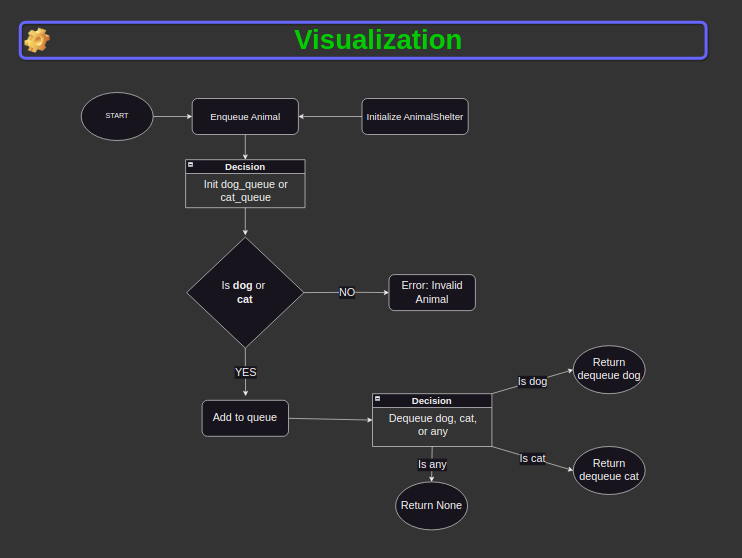 Visualization
START
Enqueue Animal
Initialize AnimalShelter
Decision
Init dog_queue or
cat_queue
Is dog or
cat
NO
Error: Invalid
Animal
YES
Add to queue
Decision
Dequeue dog, cat,
or any
Is dog
Return
dequeue dog
Is cat
Return
dequeue cat
Is any
Return None